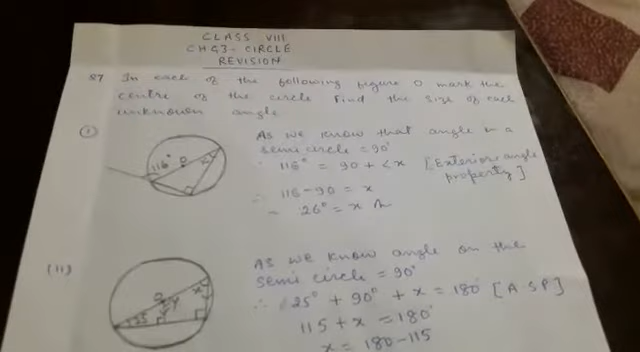 CLASS VIII
CH43- CIRCLE
REVISION
Q7 In each of the following figure O mark the
centre of the circle Find the size of each
unknown angle
(i)
116° O x
As we know that angle in a
semi circle = 90°
∴ 116° = 90 + <x [Exterior angle
property]
∴ 116-90 = x
26° = x
(11)
O y x
25
As we know angle on the
semi circle = 90°
∴ 25° + 90° + x = 180° [A.S.P]
115 + x = 180°
x = 180-115